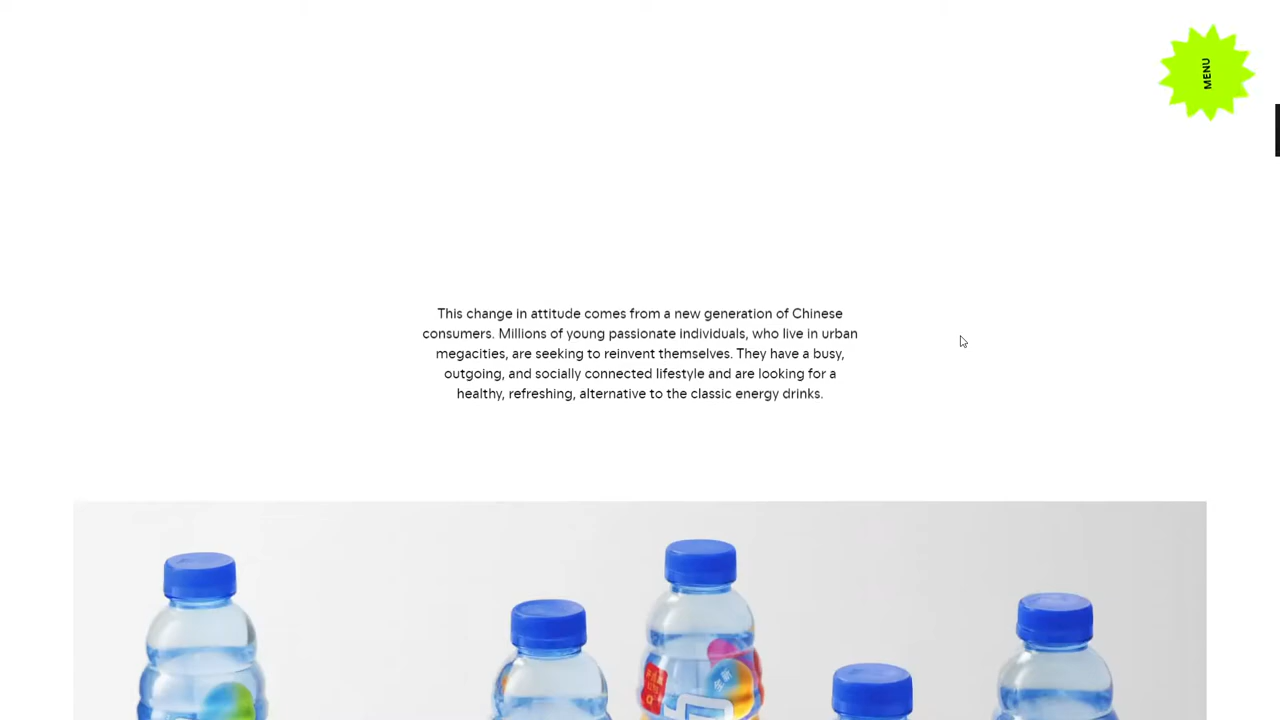 MENU
This change in attitude comes from a new generation of Chinese
consumers. Millions of young passionate individuals, who live in urban
megacities, are seeking to reinvent themselves. They have a busy,
outgoing, and socially connected lifestyle and are looking for a
healthy, refreshing, alternative to the classic energy drinks.